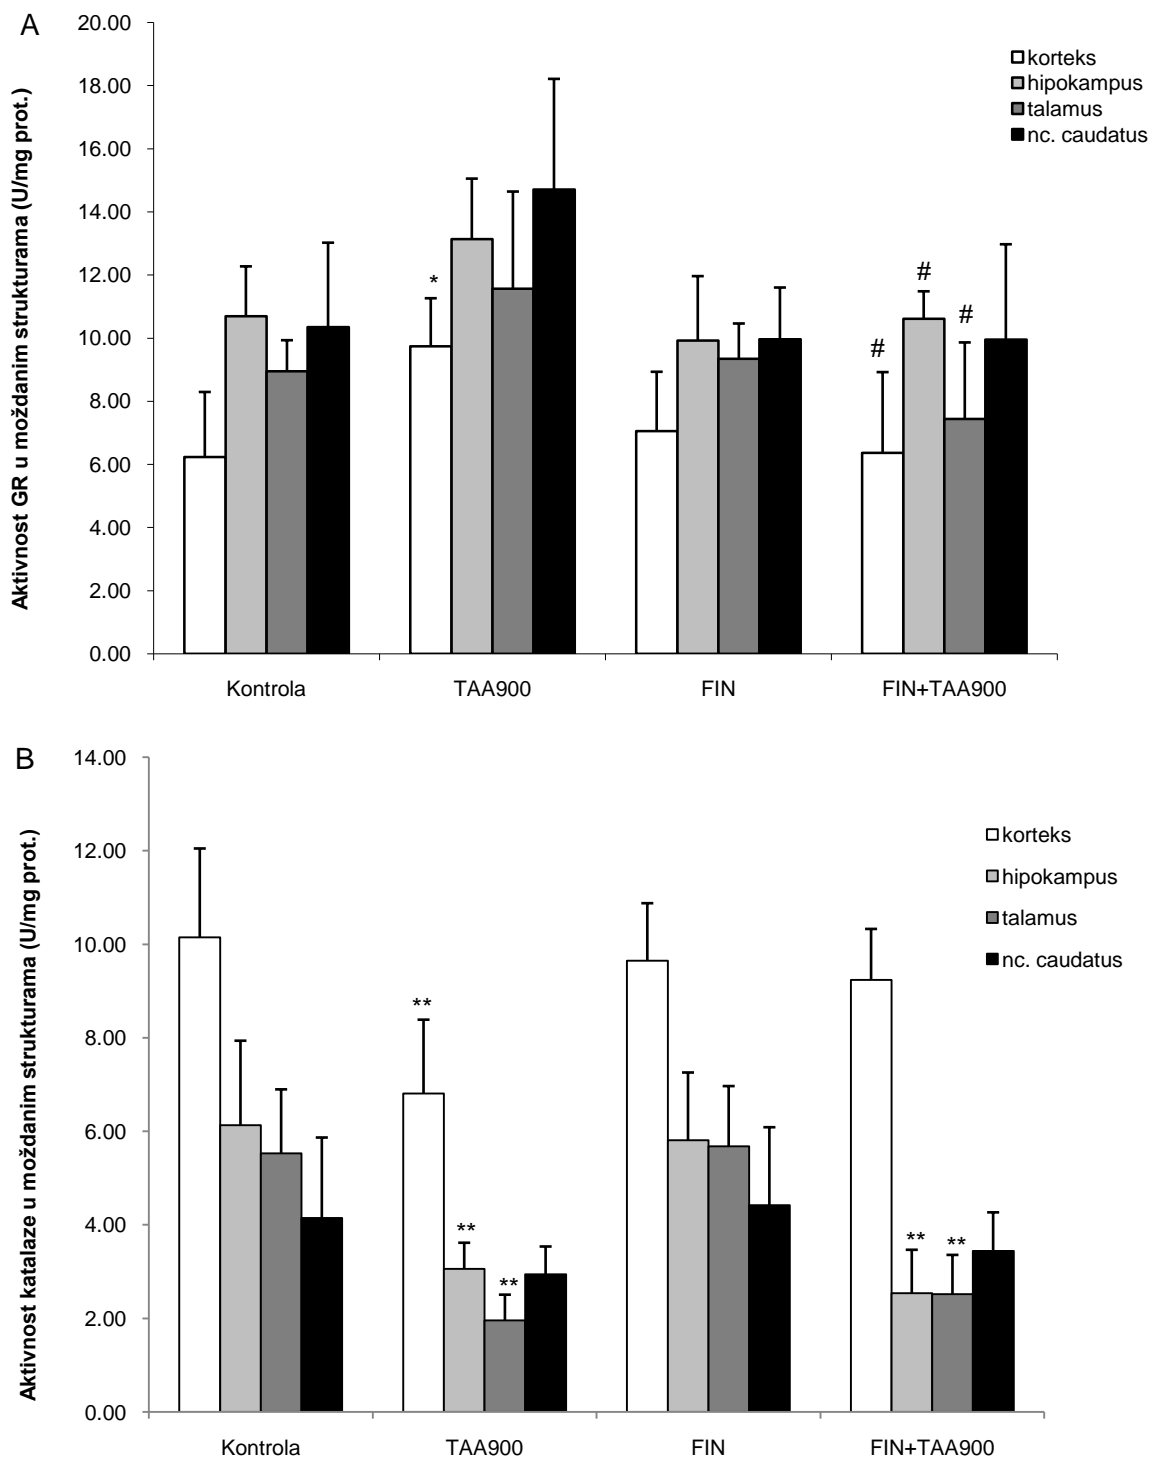 A
Aktivnost GR u moždanim strukturama (U/mg prot.)
20.00
18.00
16.00
14.00
12.00
10.00
8.00
6.00
4.00
2.00
0.00
korteks
hipokampus
talamus
nc. caudatus
*
#
#
#
Kontrola TAA900 FIN FIN+TAA900
B
Aktivnost katalaze u moždanim strukturama (U/mg prot.)
14.00
12.00
10.00
8.00
6.00
4.00
2.00
0.00
korteks
hipokampus
talamus
nc. caudatus
**
**
**
**
**
Kontrola TAA900 FIN FIN+TAA900